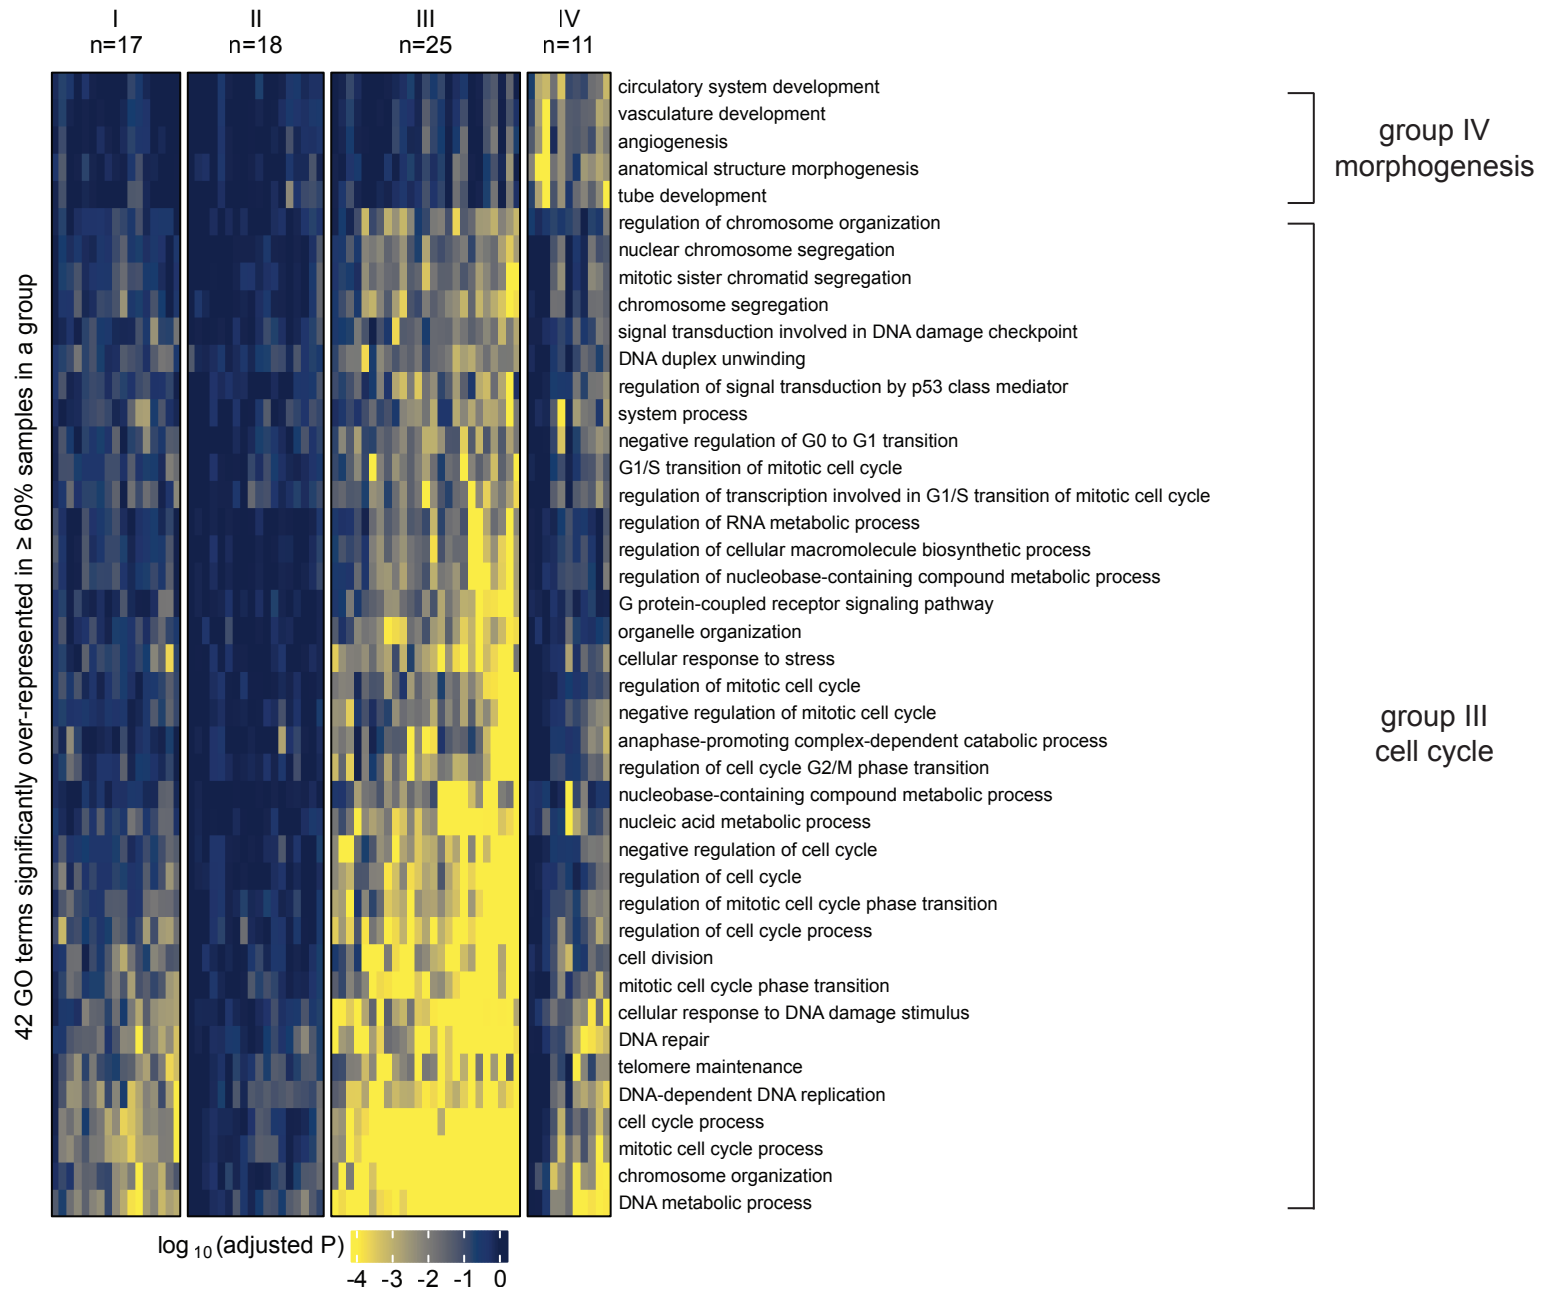 I
n=17
II
n=18
III
n=25
IV
n=11
42 GO terms significantly over-represented in ≥ 60% samples in a group
circulatory system development
vasculature development
angiogenesis
anatomical structure morphogenesis
tube development
regulation of chromosome organization
nuclear chromosome segregation
mitotic sister chromatid segregation
chromosome segregation
signal transduction involved in DNA damage checkpoint
DNA duplex unwinding
regulation of signal transduction by p53 class mediator
system process
negative regulation of G0 to G1 transition
G1/S transition of mitotic cell cycle
regulation of transcription involved in G1/S transition of mitotic cell cycle
regulation of RNA metabolic process
regulation of cellular macromolecule biosynthetic process
regulation of nucleobase-containing compound metabolic process
G protein-coupled receptor signaling pathway
organelle organization
cellular response to stress
regulation of mitotic cell cycle
negative regulation of mitotic cell cycle
anaphase-promoting complex-dependent catabolic process
regulation of cell cycle G2/M phase transition
nucleobase-containing compound metabolic process
nucleic acid metabolic process
negative regulation of cell cycle
regulation of cell cycle
regulation of mitotic cell cycle phase transition
regulation of cell cycle process
cell division
mitotic cell cycle phase transition
cellular response to DNA damage stimulus
DNA repair
telomere maintenance
DNA-dependent DNA replication
cell cycle process
mitotic cell cycle process
chromosome organization
DNA metabolic process
group IV
morphogenesis
group III
cell cycle
log 10 (adjusted P)
-4 -3 -2 -1 0